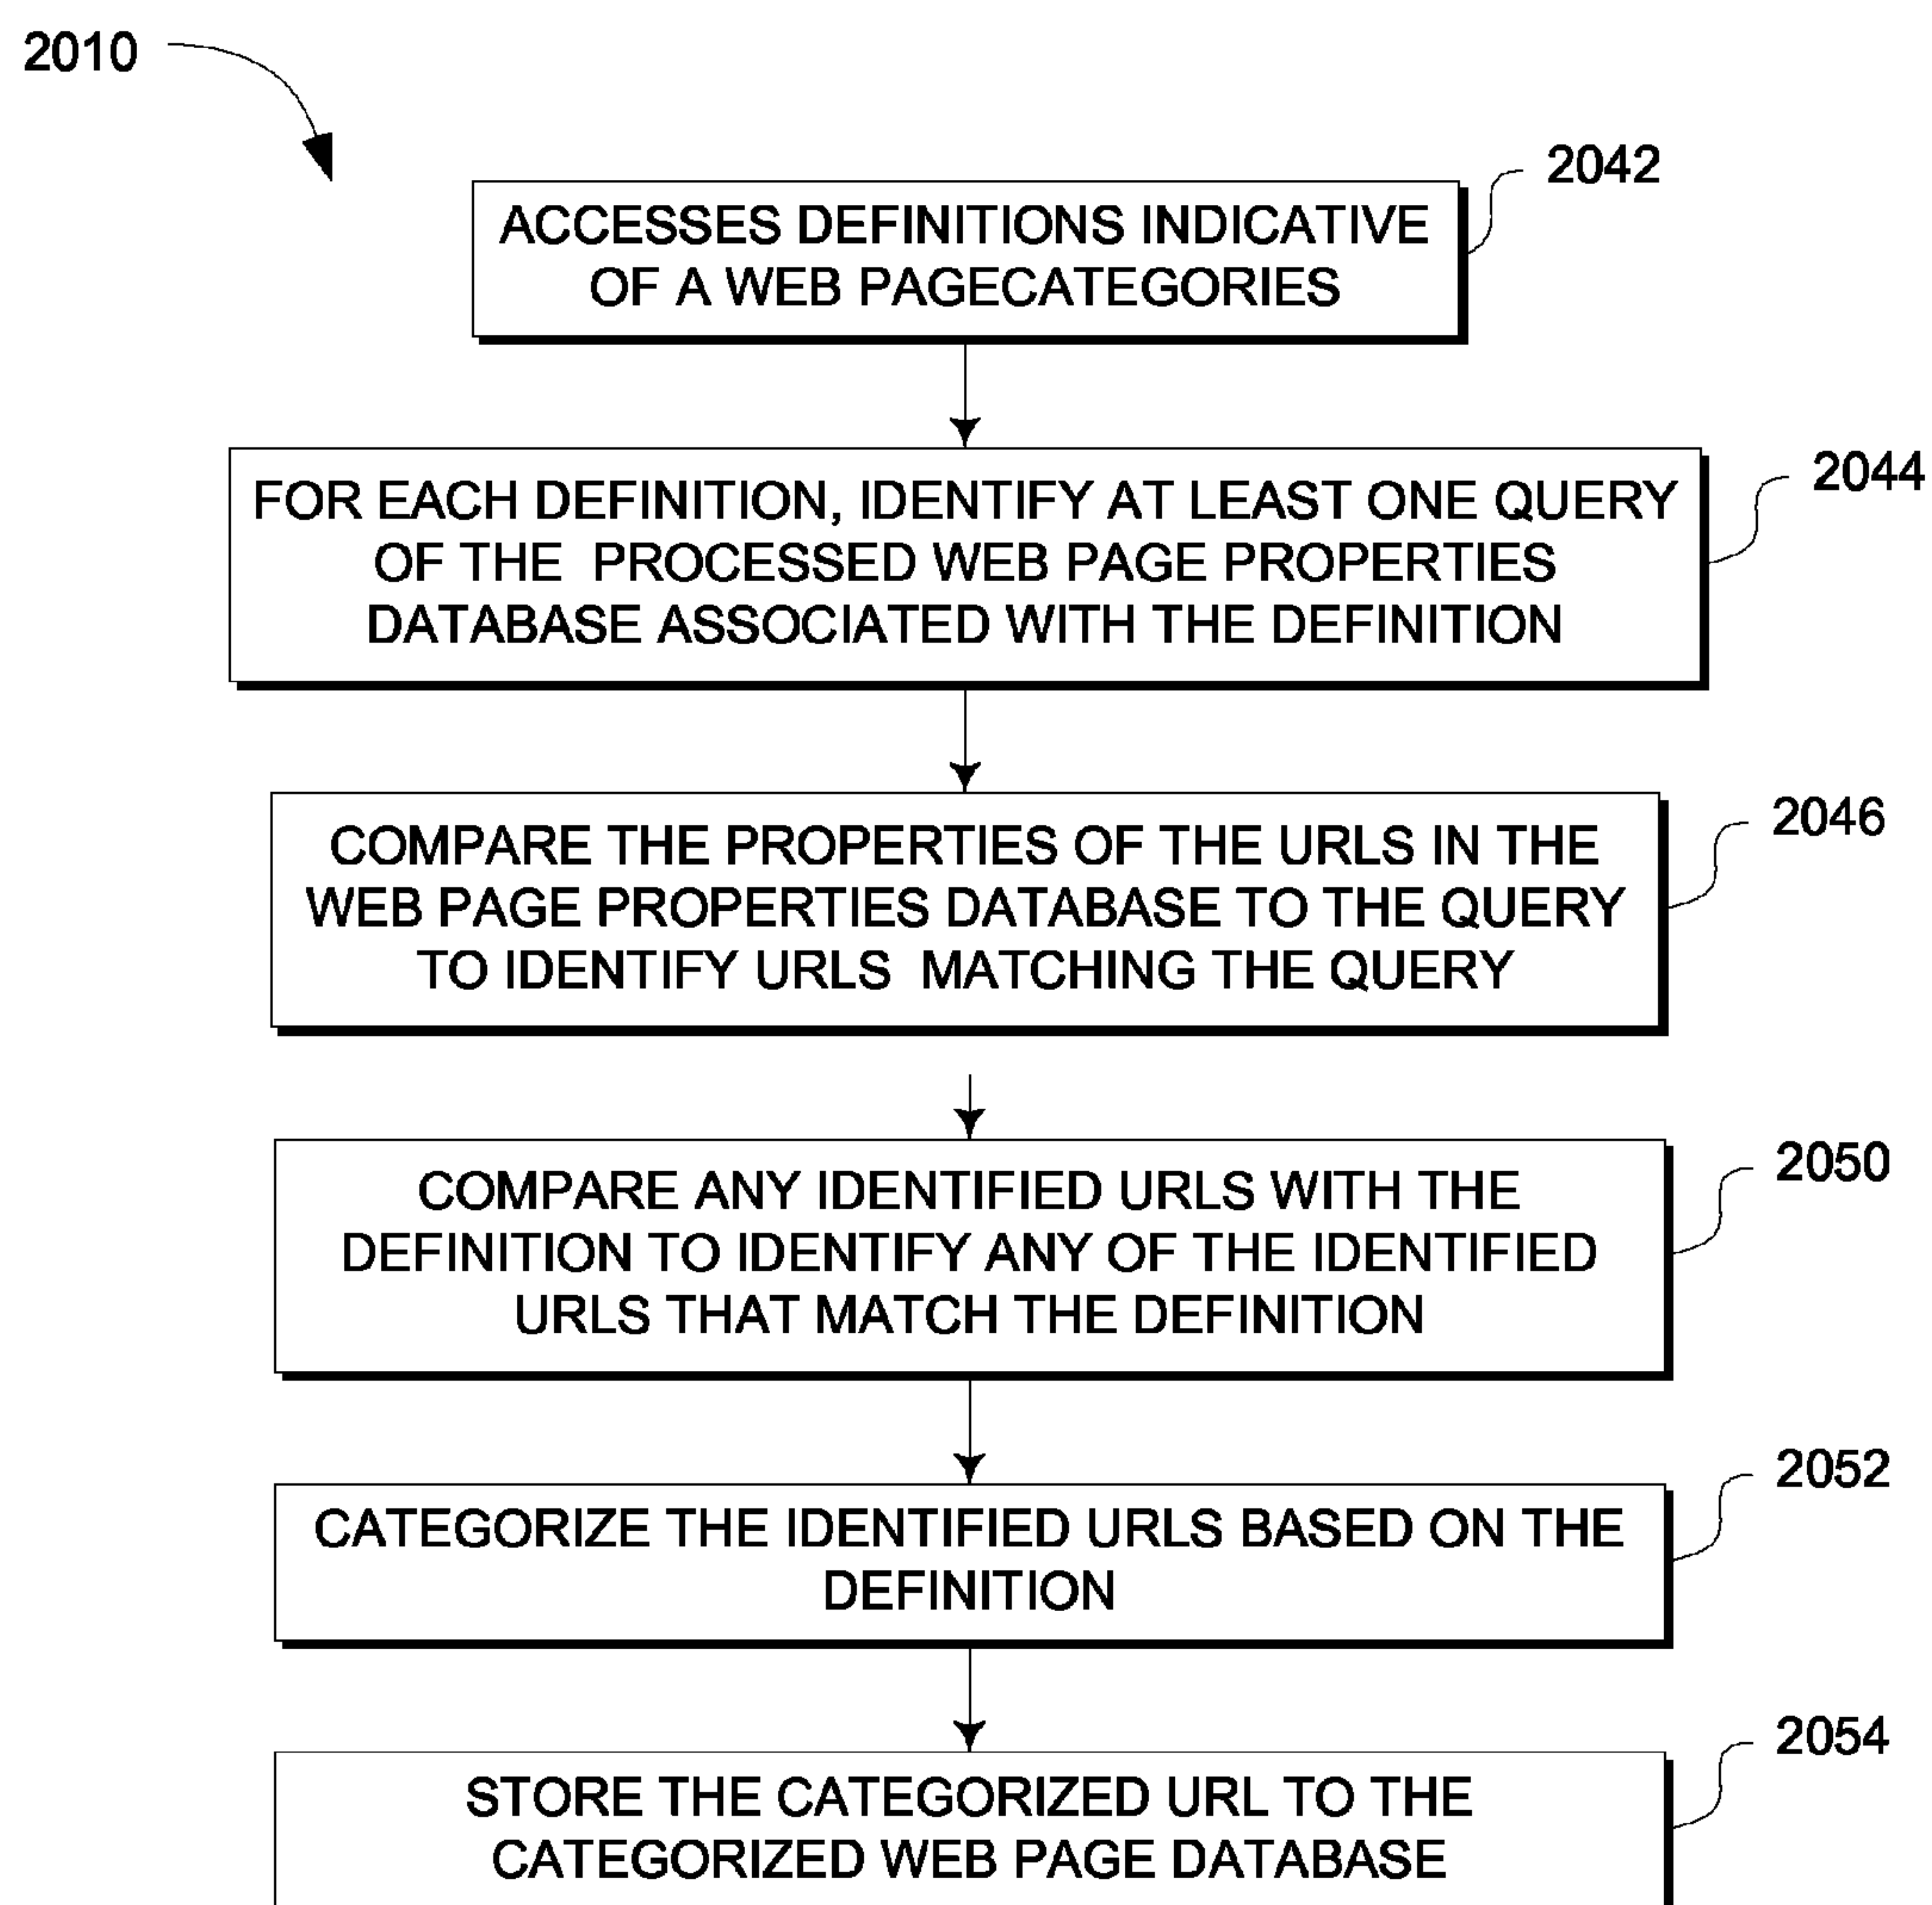 2010
2042
ACCESSES DEFINITIONS INDICATIVE
OF A WEB PAGECATEGORIES
2044
FOR EACH DEFINITION, IDENTIFY AT LEAST ONE QUERY
OF THE PROCESSED WEB PAGE PROPERTIES
DATABASE ASSOCIATED WITH THE DEFINITION
2046
COMPARE THE PROPERTIES OF THE URLS IN THE
WEB PAGE PROPERTIES DATABASE TO THE QUERY
TO IDENTIFY URLS MATCHING THE QUERY
2050
COMPARE ANY IDENTIFIED URLS WITH THE
DEFINITION TO IDENTIFY ANY OF THE IDENTIFIED
URLS THAT MATCH THE DEFINITION
2052
CATEGORIZE THE IDENTIFIED URLS BASED ON THE
DEFINITION
2054
STORE THE CATEGORIZED URL TO THE
CATEGORIZED WEB PAGE DATABASE